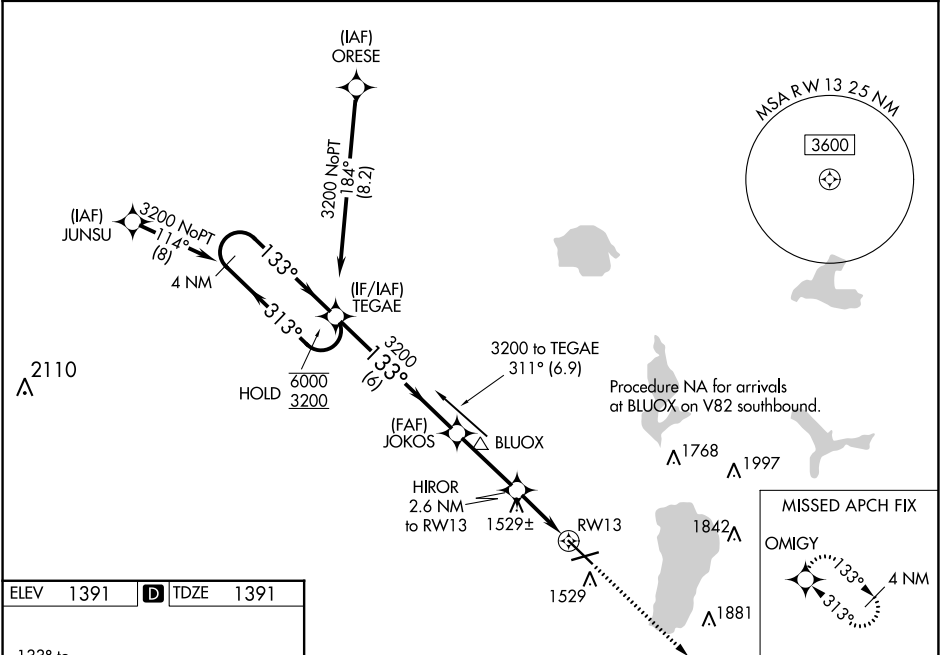 (IAF)
ORESE
MSA RW 13 25 NM
3600
3200 NoPT
184°
(8.2)
(IAF)
JUNSU
3200 NoPT
114°
(8)
4 NM
133°
313°
(IF/IAF)
TEGAE
HOLD
6000
3200
3200
133°
(6)
3200 to TEGAE
311° (6.9)
Procedure NA for arrivals
at BLUOX on V82 southbound.
2110
(FAF)
JOKOS
BLUOX
1768
1997
HIROR
2.6 NM
to RW13
1529±
RW13
1842
1529
1881
MISSED APCH FIX
OMIGY
133°
4 NM
313°
ELEV 1391 D TDZE 1391
133° to